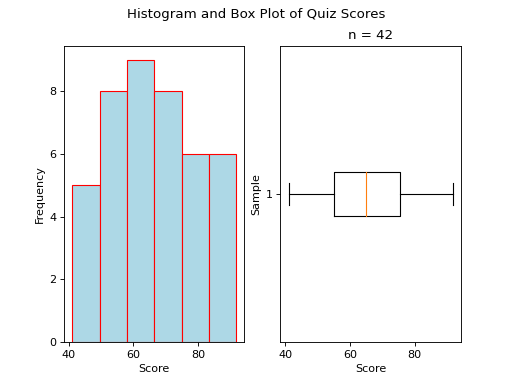 Histogram and Box Plot of Quiz Scores
n = 42
8
6
4
2
0
Frequency
40 60 80
Score
Sample
1
40 60 80
Score